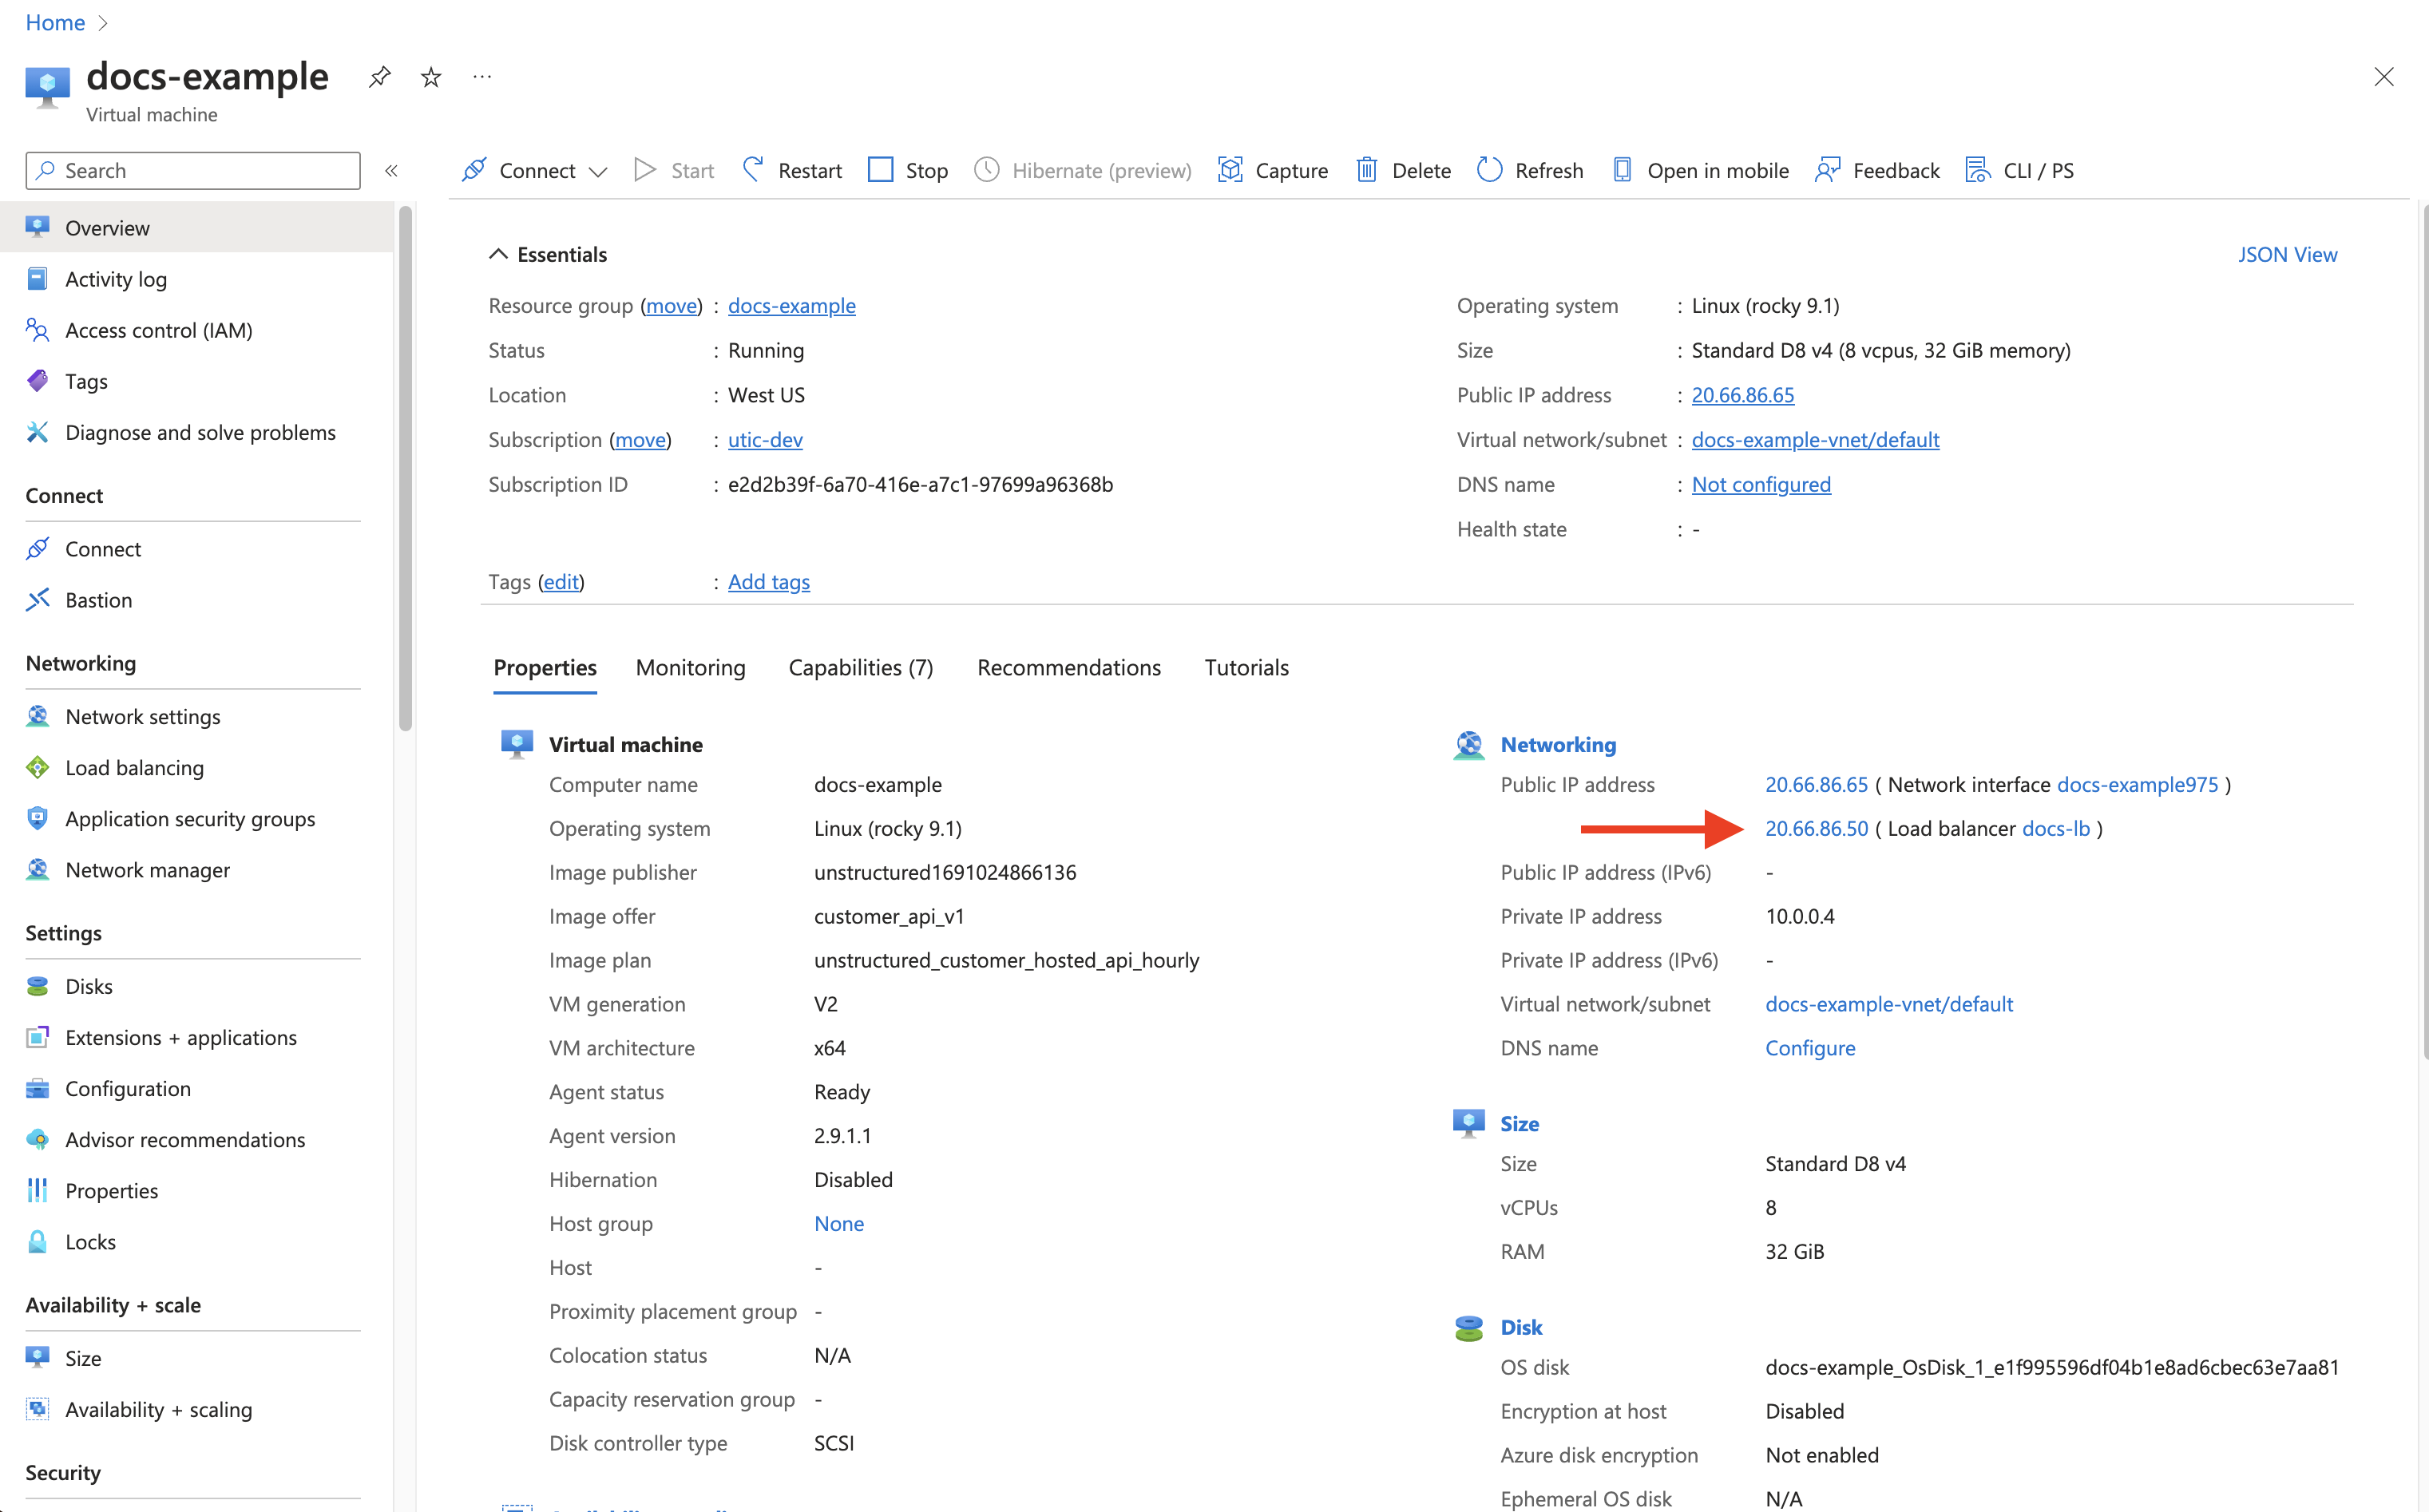 Home
docs-example
Virtual machine
Search
Connect
Start
Restart
Stop
Hibernate (preview)
Capture
Delete
Refresh
Open in mobile
Feedback
CLI / PS
Overview
Activity log
Access control (IAM)
Tags
Diagnose and solve problems
Connect
Connect
Bastion
Networking
Network settings
Load balancing
Application security groups
Network manager
Settings
Disks
Extensions + applications
Configuration
Advisor recommendations
Properties
Locks
Availability + scale
Size
Availability + scaling
Security
Essentials
JSON View
Resource group (move) : docs-example
Status : Running
Location : West US
Subscription (move) : utic-dev
Subscription ID : e2d2b39f-6a70-416e-a7c1-97699a96368b
Operating system : Linux (rocky 9.1)
Size : Standard D8 v4 (8 vcpus, 32 GiB memory)
Public IP address : 20.66.86.65
Virtual network/subnet : docs-example-vnet/default
DNS name : Not configured
Health state : -
Tags (edit) : Add tags
Properties
Monitoring
Capabilities (7)
Recommendations
Tutorials
Virtual machine
Computer name docs-example
Operating system Linux (rocky 9.1)
Image publisher unstructured1691024866136
Image offer customer_api_v1
Image plan unstructured_customer_hosted_api_hourly
VM generation V2
VM architecture x64
Agent status Ready
Agent version 2.9.1.1
Hibernation Disabled
Host group None
Host -
Proximity placement group -
Colocation status N/A
Capacity reservation group -
Disk controller type SCSI
Networking
Public IP address 20.66.86.65 ( Network interface docs-example975 )
20.66.86.50 ( Load balancer docs-lb )
Public IP address (IPv6) -
Private IP address 10.0.0.4
Private IP address (IPv6) -
Virtual network/subnet docs-example-vnet/default
DNS name Configure
Size
Size Standard D8 v4
vCPUs 8
RAM 32 GiB
Disk
OS disk docs-example_OsDisk_1_e1f995596df04b1e8ad6cbec63e7aa81
Encryption at host Disabled
Azure disk encryption Not enabled
Ephemeral OS disk N/A